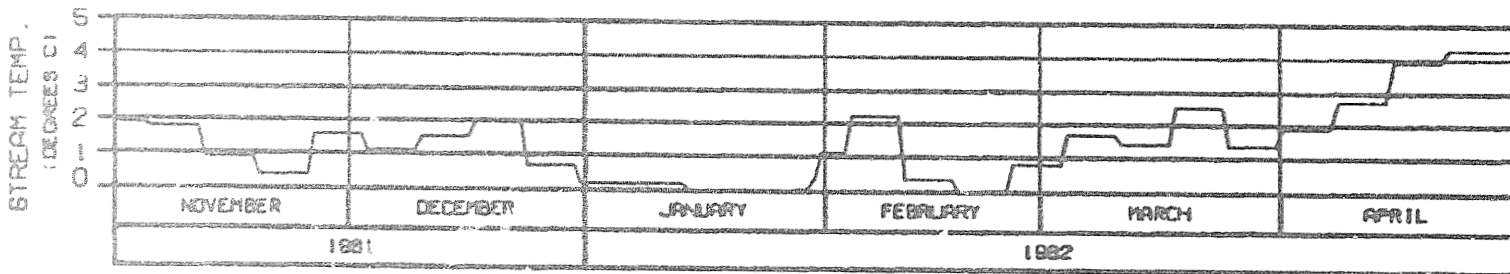 STREAM TEMP.
(DEGREES C)
5
4
3
2
1
0
NOVEMBER DECEMBER JANUARY FEBRUARY MARCH APRIL
1981 1982